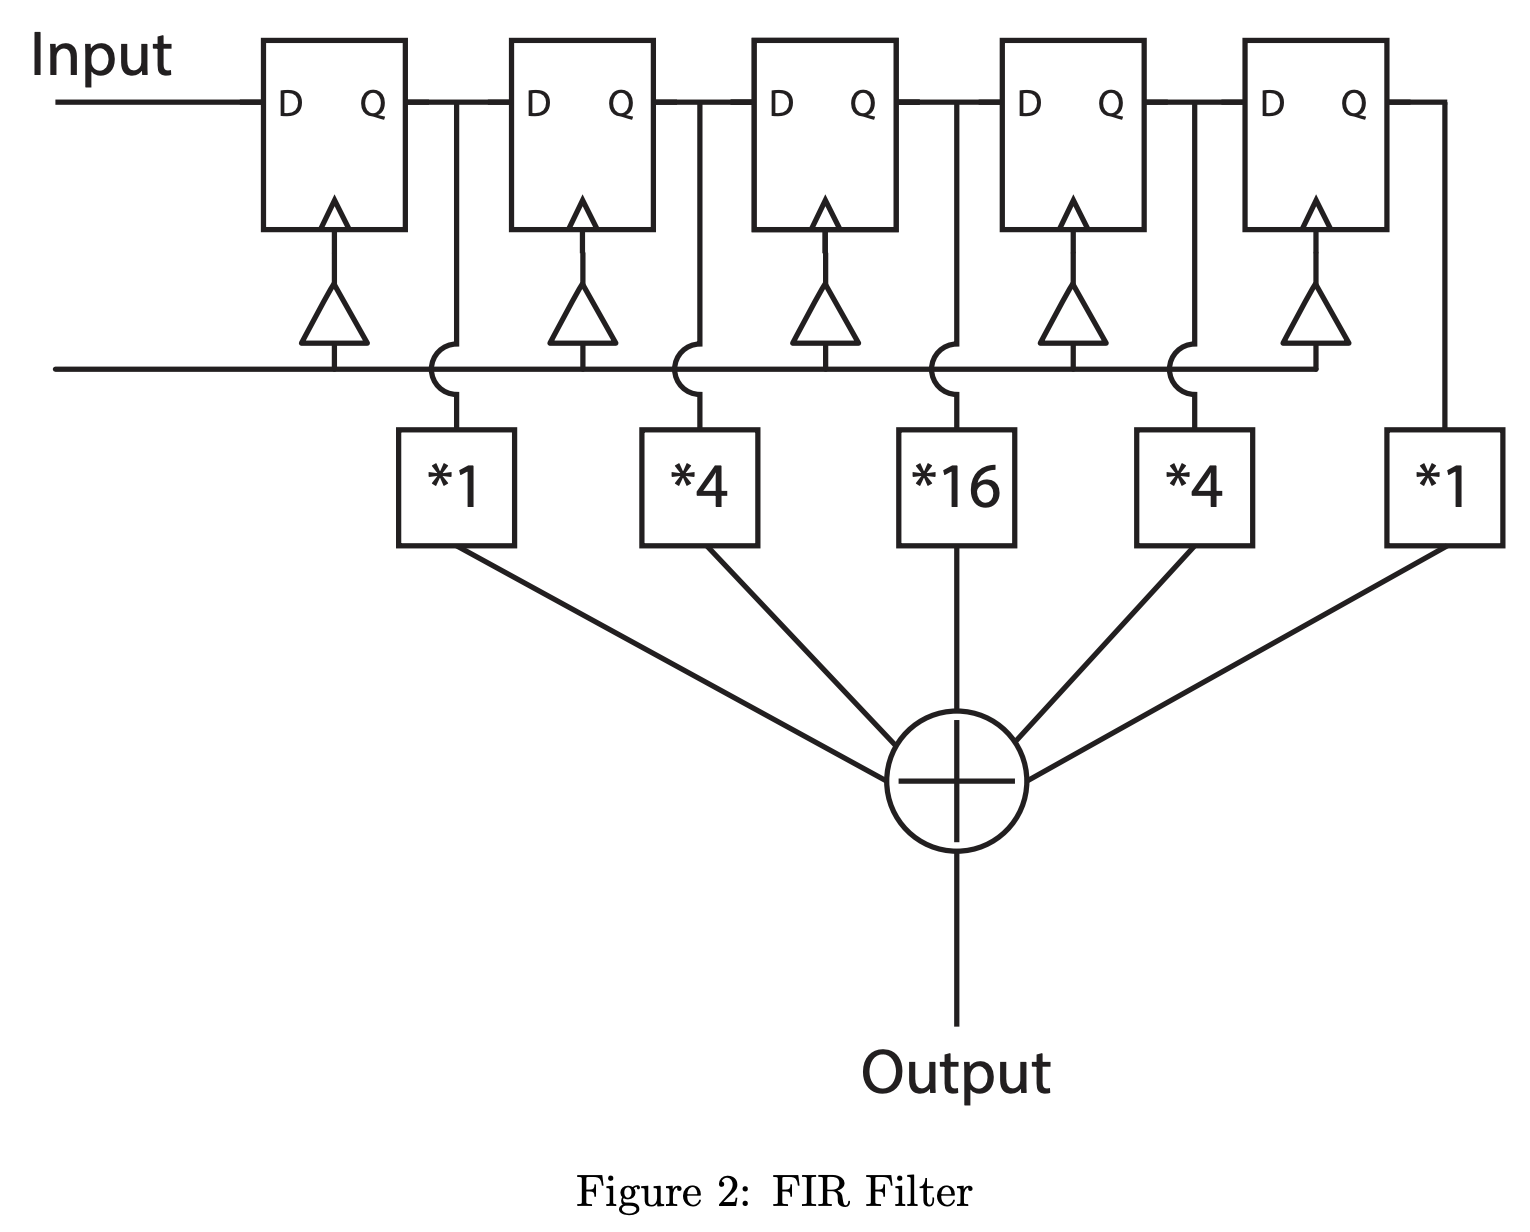 Input
D Q D Q D Q D Q D Q
*1 *4 *16 *4 *1
Output
Figure 2: FIR Filter